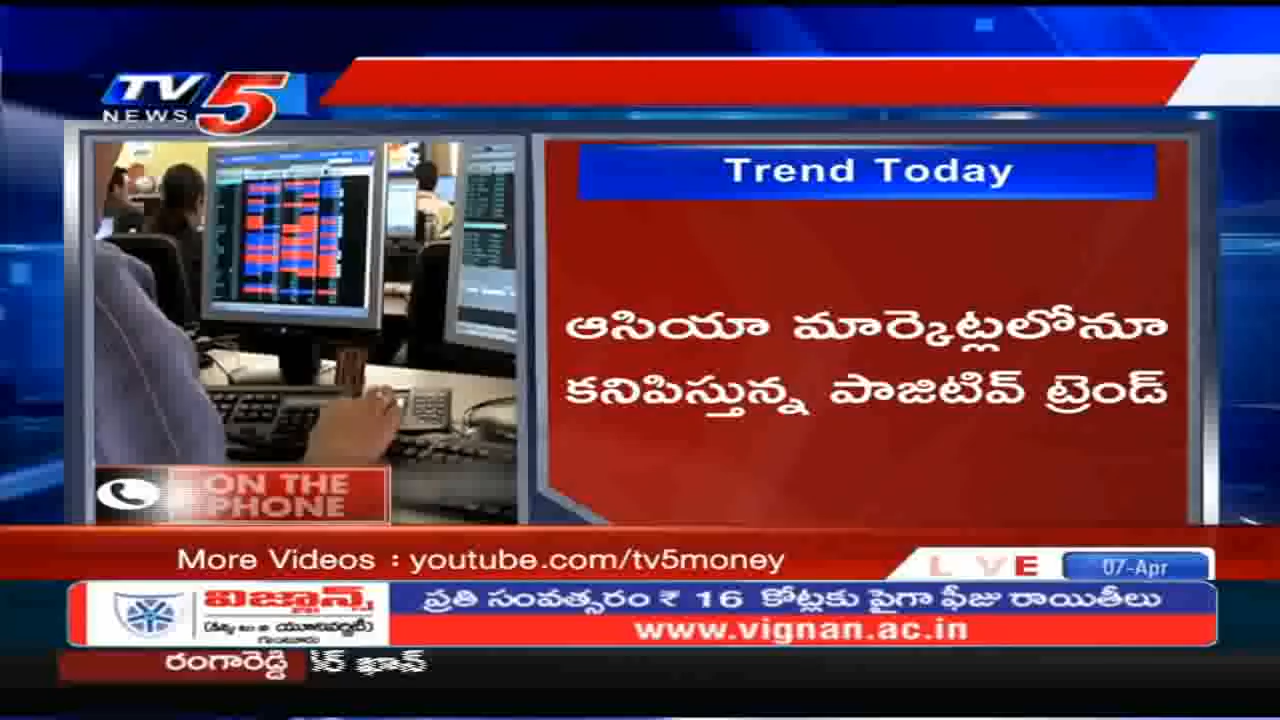 TV5
NEWS
Trend Today
ఆసియా మార్కెట్లలోనూ
కనిపిస్తున్న పాజిటివ్ ట్రెండ్
ON THE
PHONE
More Videos : youtube.com/tv5money
LIVE
07-Apr
విజ్ఞాన్స్
ప్రతి సంవత్సరం ₹ 16 కోట్లకు పైగా ఫీజు రాయితీలు
www.vignan.ac.in
రంగారెడ్డి